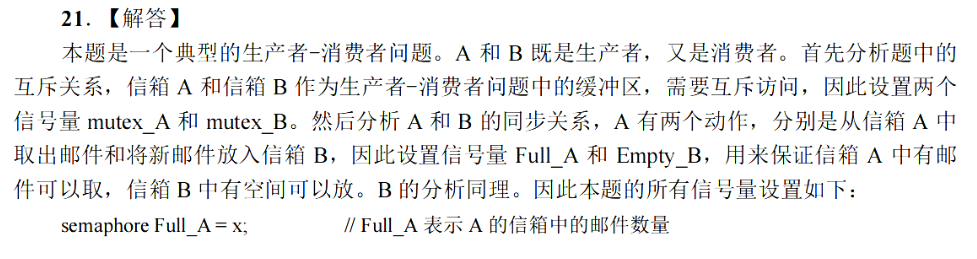 21.【解答】
本题是一个典型的生产者-消费者问题。A 和 B 既是生产者，又是消费者。首先分析题中的
互斥关系，信箱 A 和信箱 B 作为生产者-消费者问题中的缓冲区，需要互斥访问，因此设置两个
信号量 mutex_A 和 mutex_B。然后分析 A 和 B 的同步关系，A 有两个动作，分别是从信箱 A 中
取出邮件和将新邮件放入信箱 B，因此设置信号量 Full_A 和 Empty_B，用来保证信箱 A 中有邮
件可以取，信箱 B 中有空间可以放。B 的分析同理。因此本题的所有信号量设置如下：
semaphore Full_A = x; // Full_A 表示 A 的信箱中的邮件数量